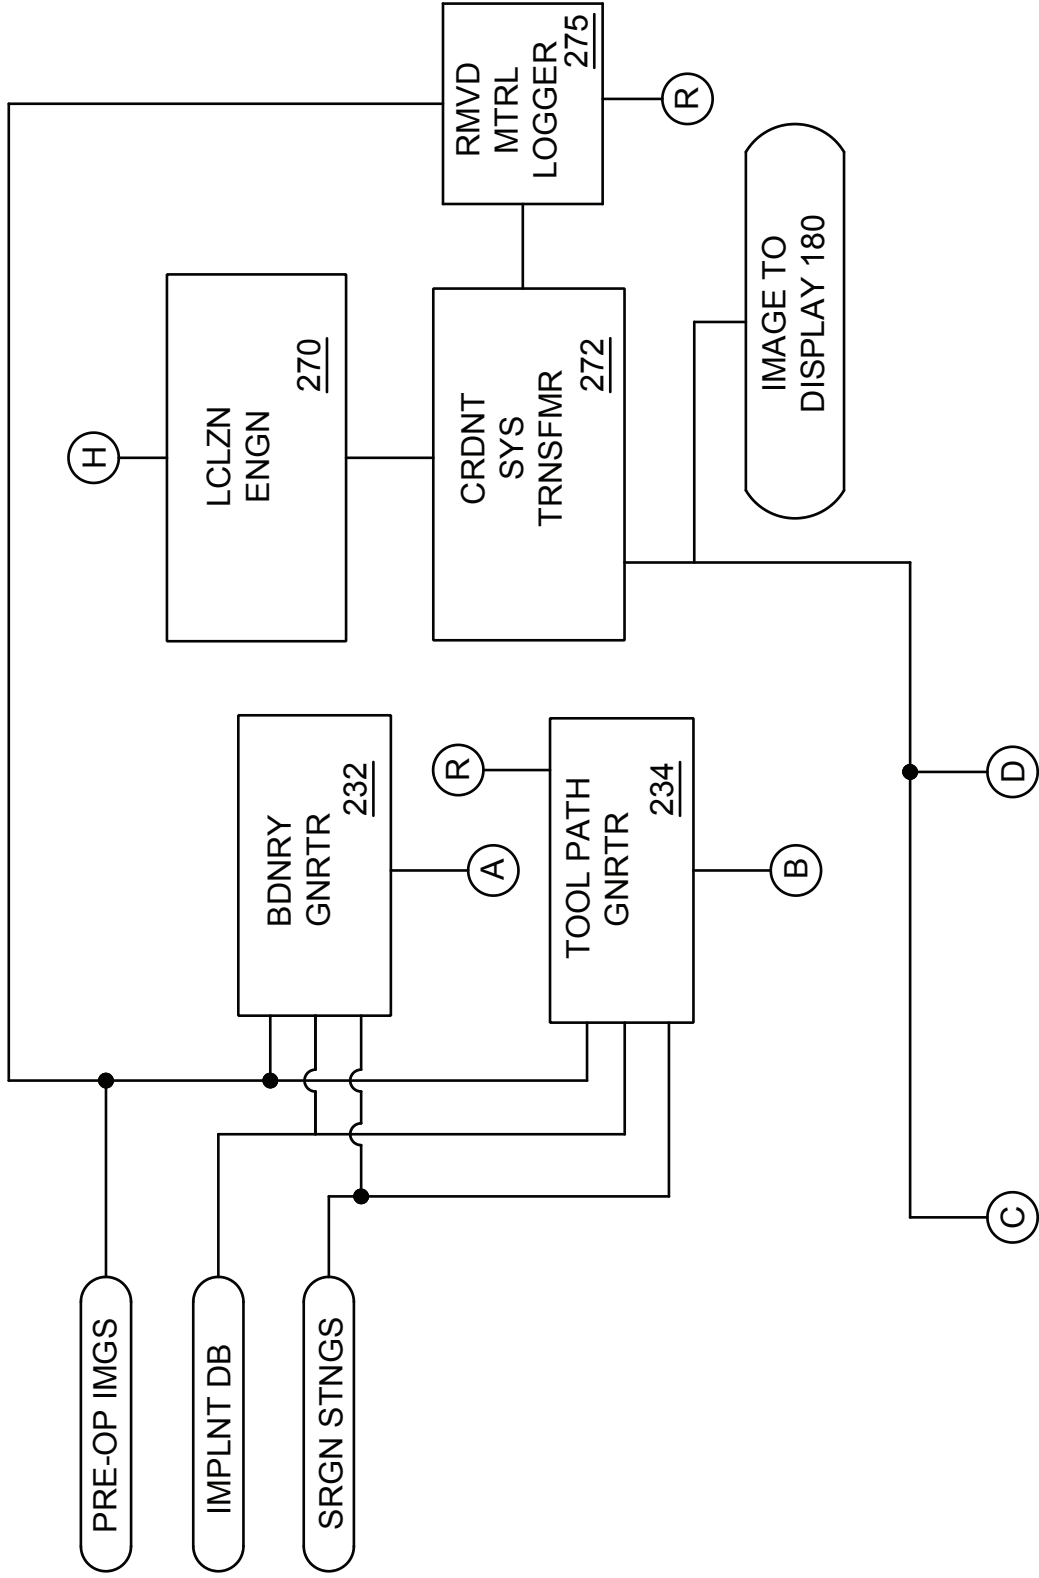 PRE-OP IMGS
IMPLNT DB
SRGN STNGS
BDNRY
GNRTR
232
A
R
TOOL PATH
GNRTR
234
B
H
LCLZN
ENGN
270
CRDNT
SYS
TRNSFMR
272
RMVD
MTRL
LOGGER
275
R
IMAGE TO
DISPLAY 180
C
D